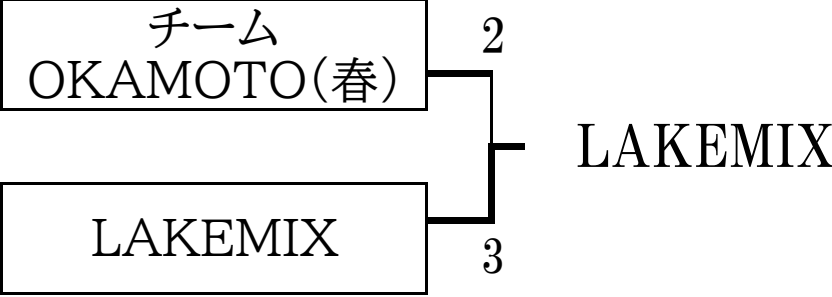 チーム
OKAMOTO(春)
2
LAKEMIX
LAKEMIX
3